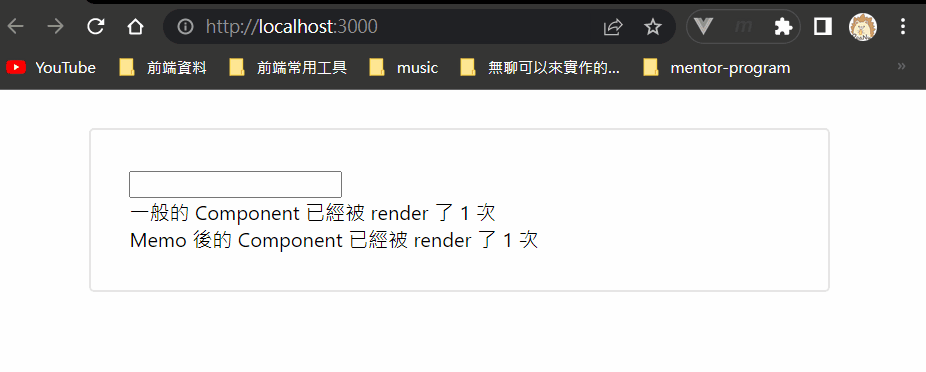 http://localhost:3000
YouTube 前端資料 前端常用工具 music 無聊可以來實作的... mentor-program »
一般的 Component 已經被 render 了 1 次
Memo 後的 Component 已經被 render 了 1 次